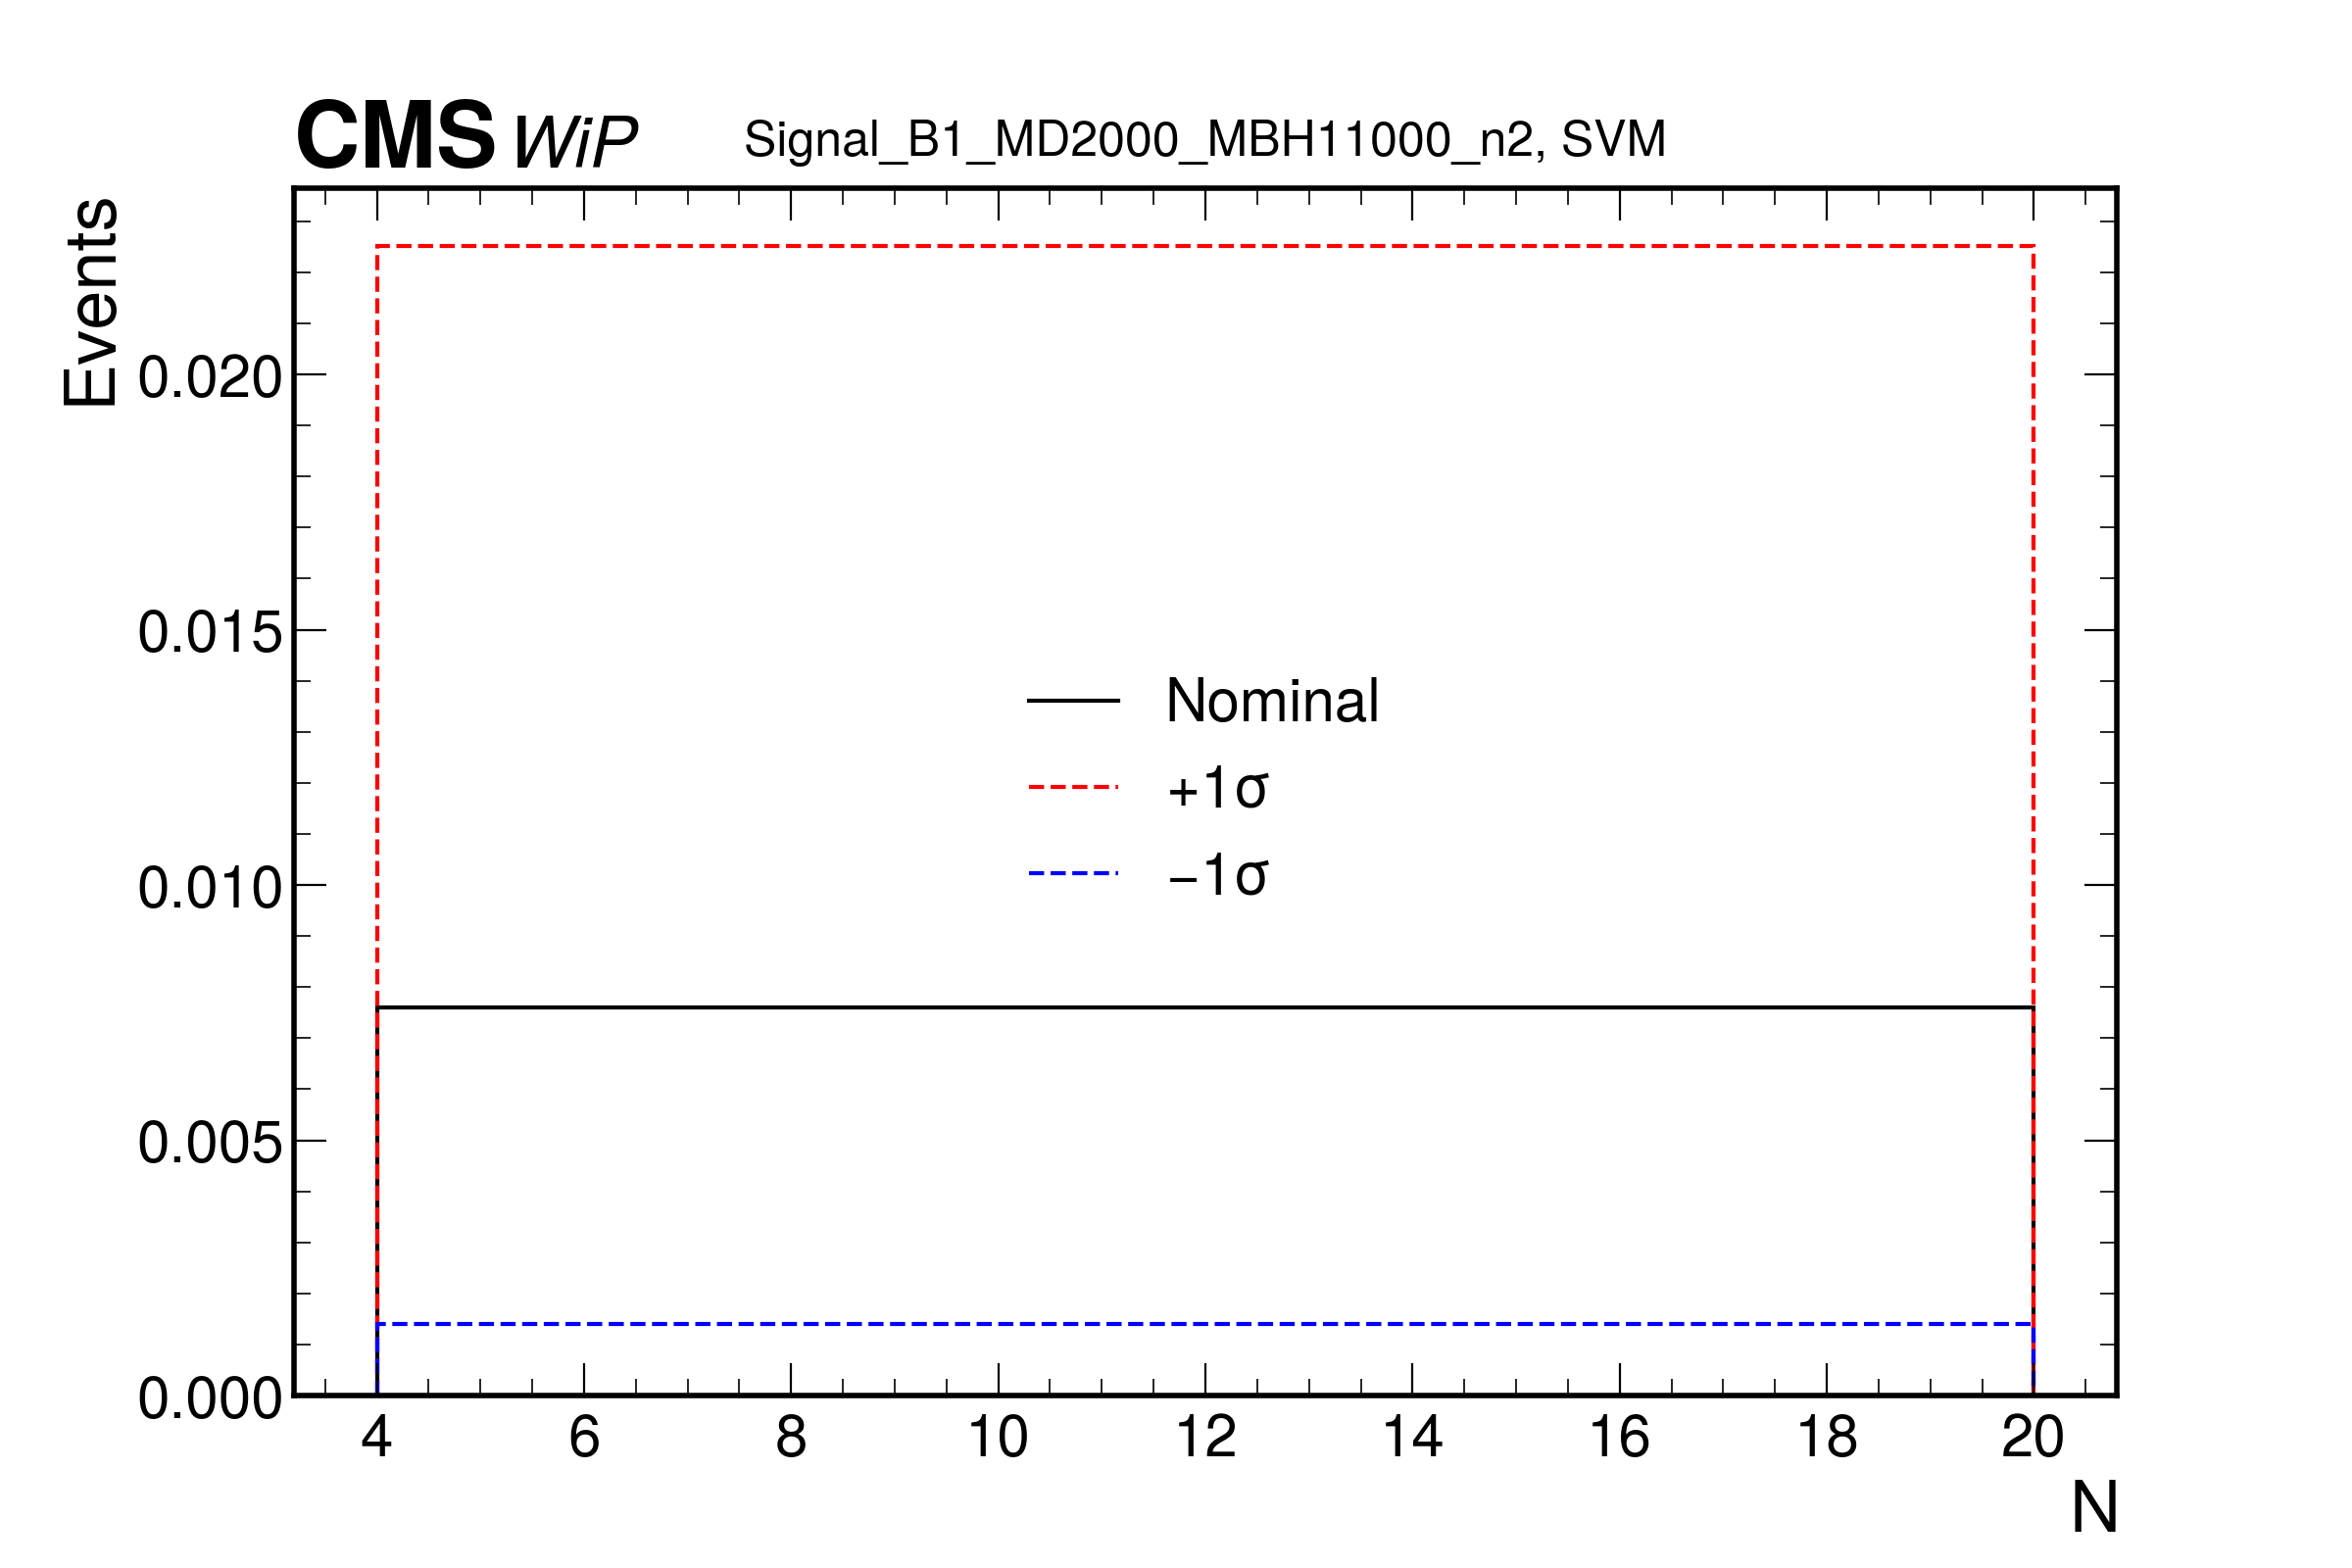 CMS WiP Signal_B1_MD2000_MBH11000_n2, SVM
Events
0.020
0.015
0.010
0.005
0.000
Nominal
+1σ
−1σ
4 6 8 10 12 14 16 18 20
N